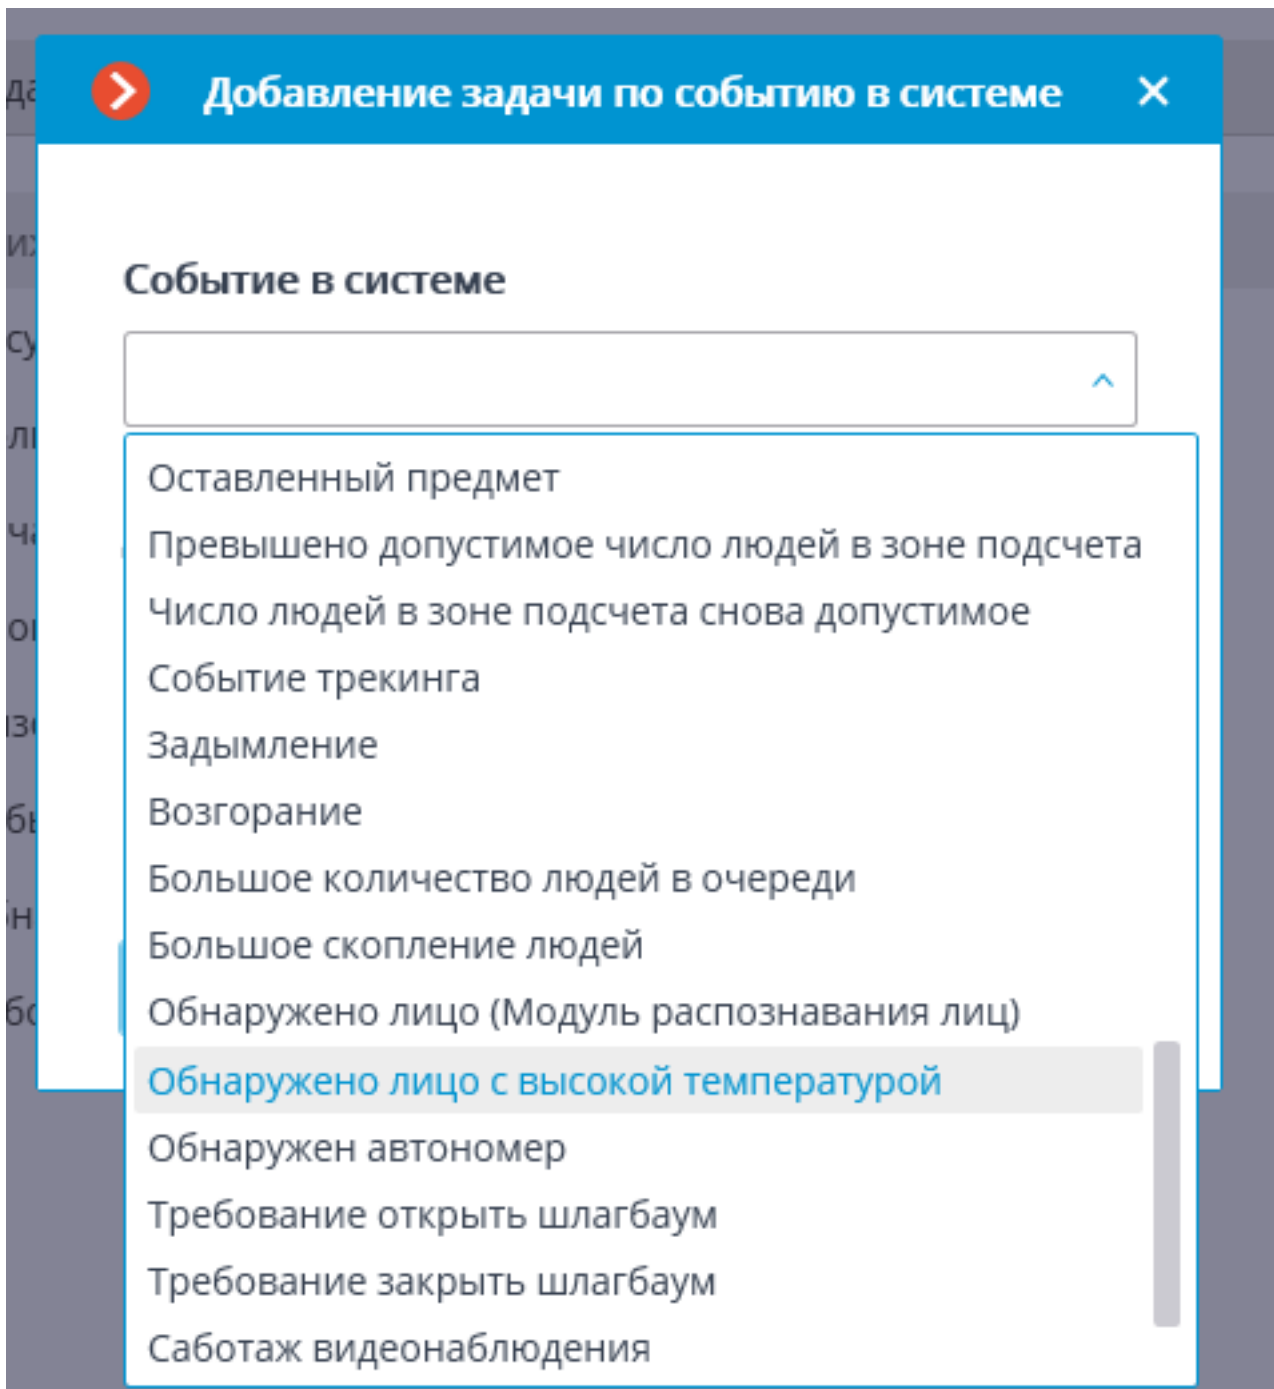 Добавление задачи по событию в системе
Событие в системе
Оставленный предмет
Превышено допустимое число людей в зоне подсчета
Число людей в зоне подсчета снова допустимое
Событие трекинга
Задымление
Возгорание
Большое количество людей в очереди
Большое скопление людей
Обнаружено лицо (Модуль распознавания лиц)
Обнаружено лицо с высокой температурой
Обнаружен автономер
Требование открыть шлагбаум
Требование закрыть шлагбаум
Саботаж видеонаблюдения